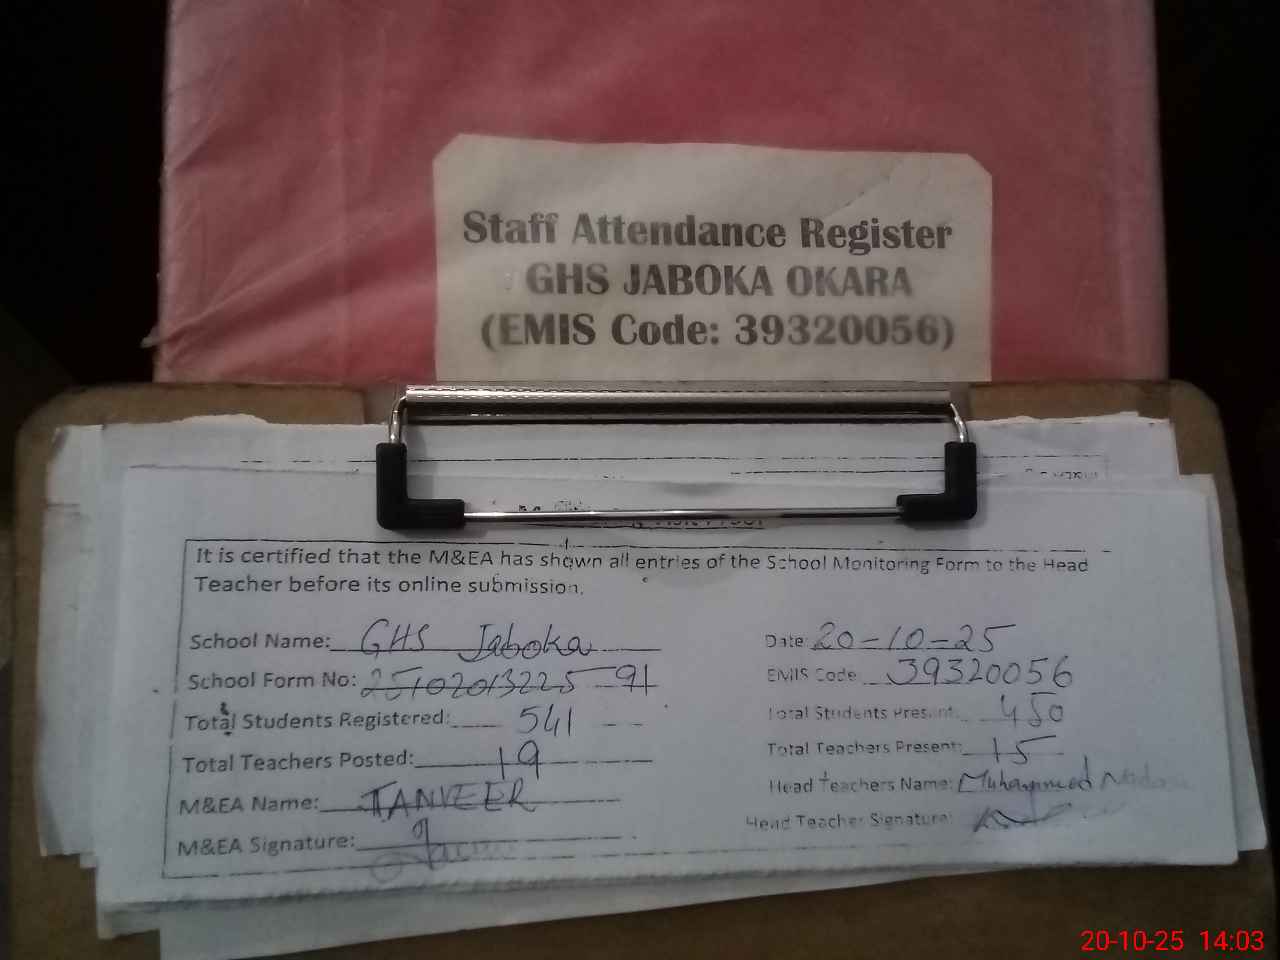 Staff Attendance Register
GHS JABOKA OKARA
(EMIS Code: 39320056)
It is certified that the M&EA has shown all entries of the School Monitoring Form to the Head
Teacher before its online submission.
School Name: GHS Jaboka
Date: 20-10-25
School Form No: 25102013225-91
EMIS Code 39320056
Total Students Registered: 541
Total Students Present: 450
Total Teachers Posted: 19
Total Teachers Present: 15
M&EA Name: TANVEER
Head Teachers Name: Muhammed
M&EA Signature:
Head Teacher Signature:
20-10-25 14:03